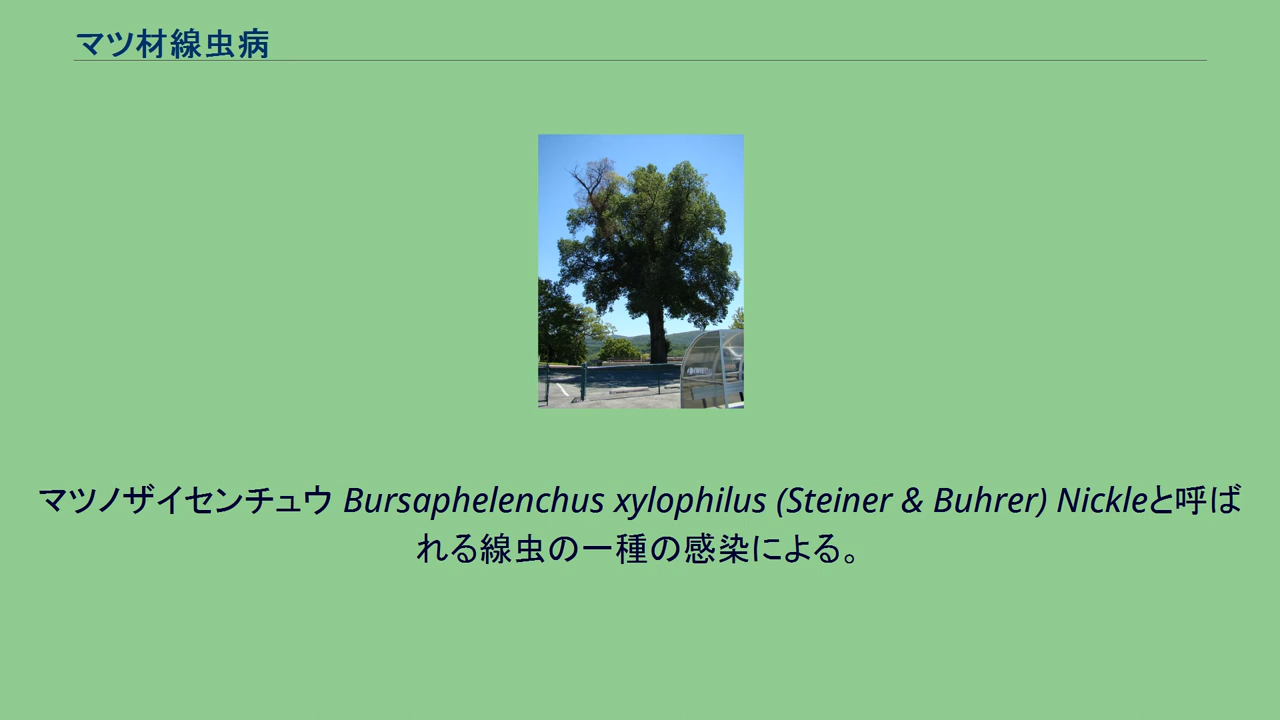 マツ材線虫病
マツノザイセンチュウ Bursaphelenchus xylophilus (Steiner & Buhrer) Nickleと呼ば
れる線虫の一種の感染による。